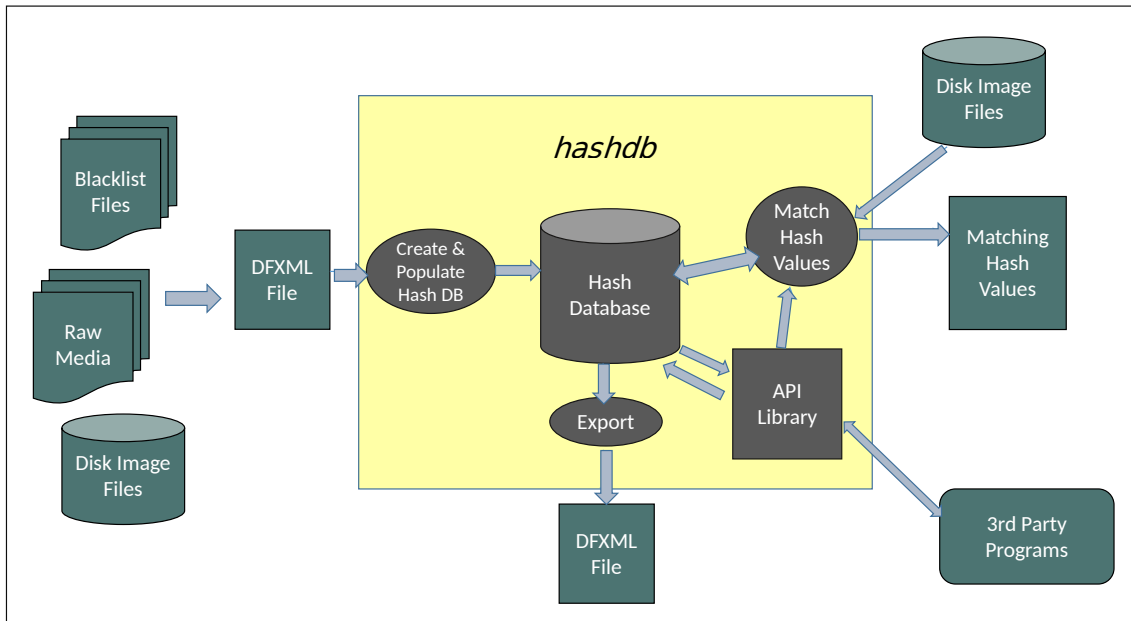 hashdb
Blacklist
Files
Raw
Media
Disk Image
Files
DFXML
File
Create &
Populate
Hash DB
Hash
Database
Export
DFXML
File
Match
Hash
Values
API
Library
Disk Image
Files
Matching
Hash
Values
3rd Party
Programs